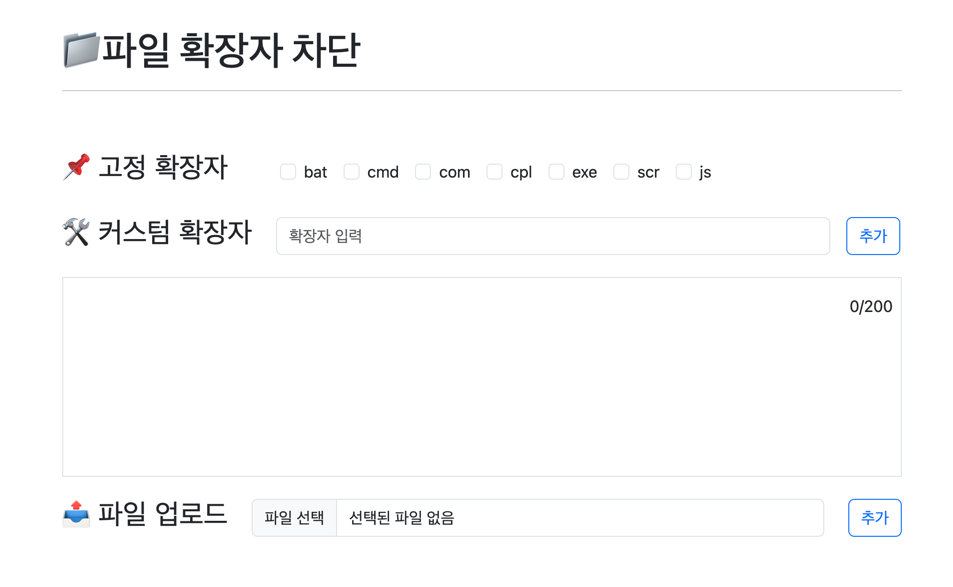 📁파일 확장자 차단
📌 고정 확장자 bat cmd com cpl exe scr js
🛠 커스텀 확장자 확장자 입력 추가
0/200
📤 파일 업로드 파일 선택 선택된 파일 없음 추가